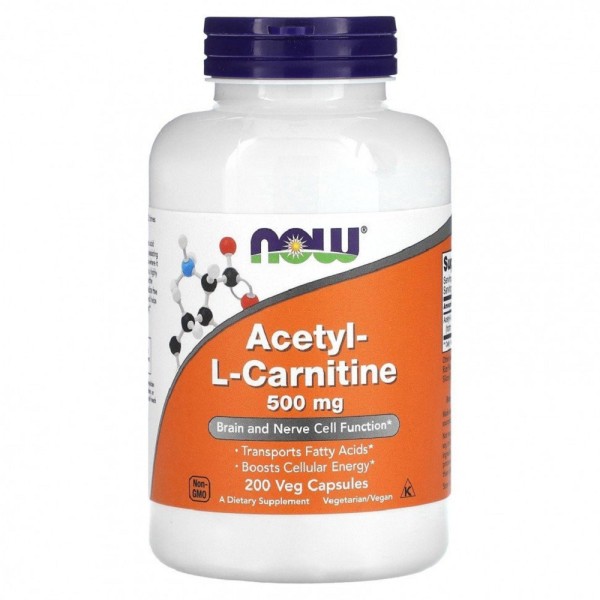 NOW®
Acetyl-
L-Carnitine
500 mg
Brain and Nerve Cell Function*
• Transports Fatty Acids*
• Boosts Cellular Energy*
200 Veg Capsules
Non-
GMO
A Dietary Supplement
Vegetarian/Vegan
K